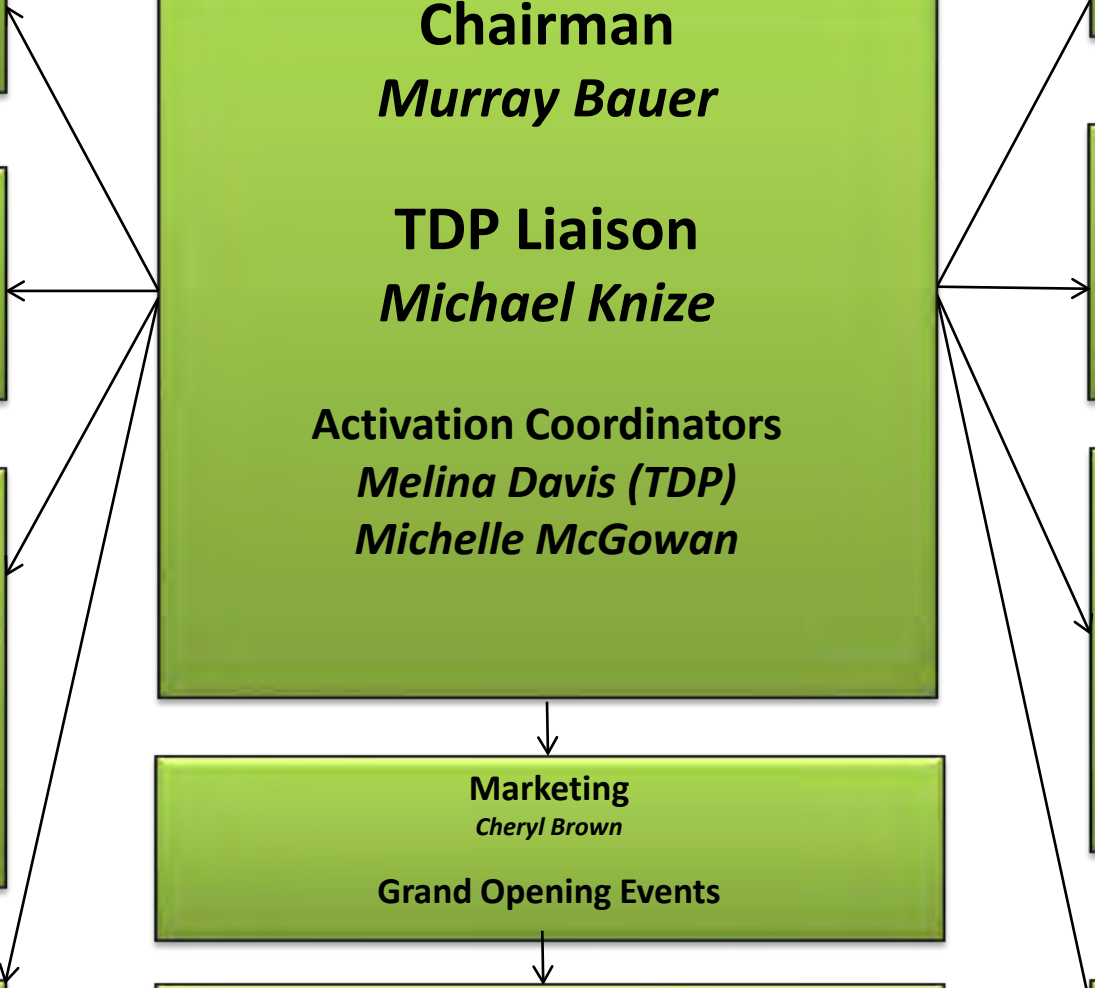 Chairman
Murray Bauer
TDP Liaison
Michael Knize
Activation Coordinators
Melina Davis (TDP)
Michelle McGowan
Marketing
Cheryl Brown
Grand Opening Events